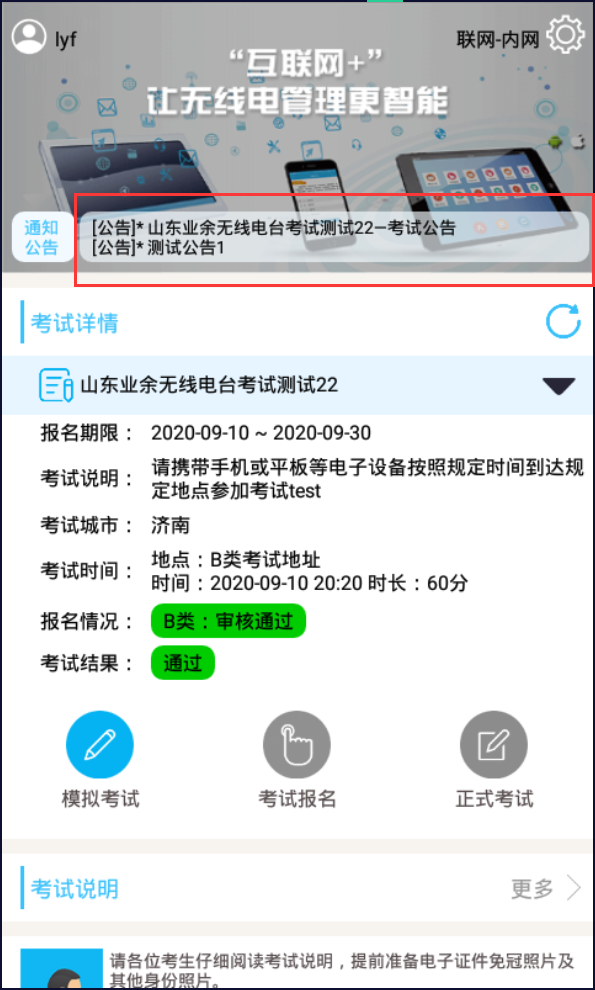 lyf
联网-内网
“互联网+”
让无线电管理更智能
通知
公告
[公告]* 山东业余无线电台考试测试22—考试公告
[公告]* 测试公告1
考试详情
山东业余无线电台考试测试22
报名期限： 2020-09-10 ~ 2020-09-30
考试说明： 请携带手机或平板等电子设备按照规定时间到达规
定地点参加考试test
考试城市： 济南
考试时间： 地点：B类考试地址
时间：2020-09-10 20:20 时长：60分
报名情况： B类：审核通过
考试结果： 通过
模拟考试
考试报名
正式考试
考试说明
更多
请各位考生仔细阅读考试说明，提前准备电子证件免冠照片及
其他身份照片。